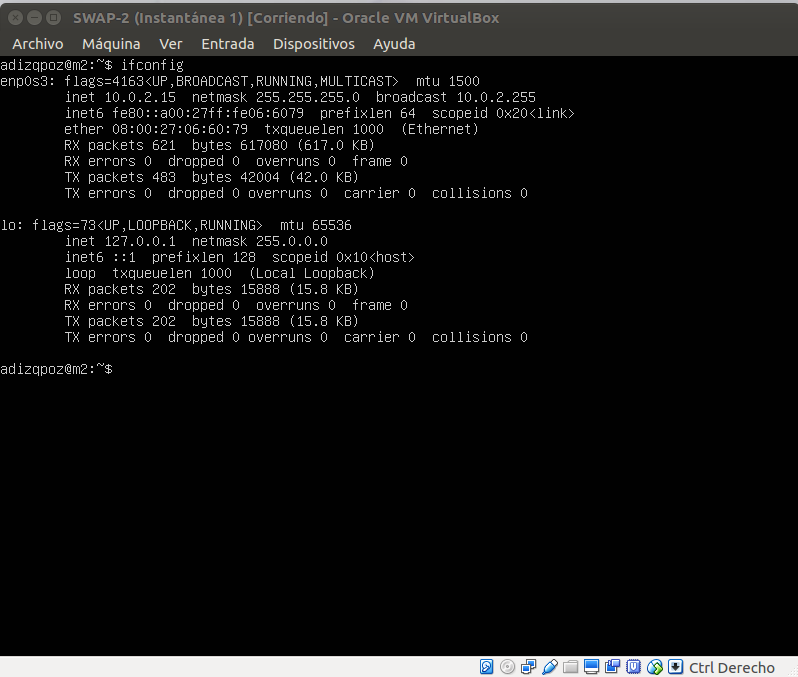 SWAP-2 (Instantánea 1) [Corriendo] - Oracle VM VirtualBox
Archivo Máquina Ver Entrada Dispositivos Ayuda
adizqpoz@m2:~$ ifconfig
enp0s3: flags=4163<UP,BROADCAST,RUNNING,MULTICAST>  mtu 1500
        inet 10.0.2.15  netmask 255.255.255.0  broadcast 10.0.2.255
        inet6 fe80::a00:27ff:fe06:6079  prefixlen 64  scopeid 0x20<link>
        ether 08:00:27:06:60:79  txqueuelen 1000  (Ethernet)
        RX packets 621  bytes 617080 (617.0 KB)
        RX errors 0  dropped 0  overruns 0  frame 0
        TX packets 483  bytes 42004 (42.0 KB)
        TX errors 0  dropped 0 overruns 0  carrier 0  collisions 0

lo: flags=73<UP,LOOPBACK,RUNNING>  mtu 65536
        inet 127.0.0.1  netmask 255.0.0.0
        inet6 ::1  prefixlen 128  scopeid 0x10<host>
        loop  txqueuelen 1000  (Local Loopback)
        RX packets 202  bytes 15888 (15.8 KB)
        RX errors 0  dropped 0  overruns 0  frame 0
        TX packets 202  bytes 15888 (15.8 KB)
        TX errors 0  dropped 0 overruns 0  carrier 0  collisions 0

adizqpoz@m2:~$
Ctrl Derecho